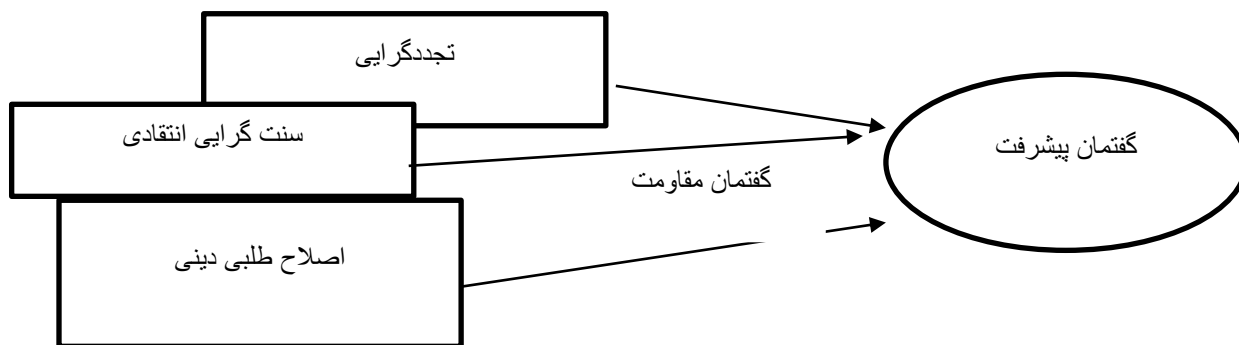 تجددگرایی
سنت گرایی انتقادی
گفتمان پیشرفت
گفتمان مقاومت
اصلاح طلبی دینی